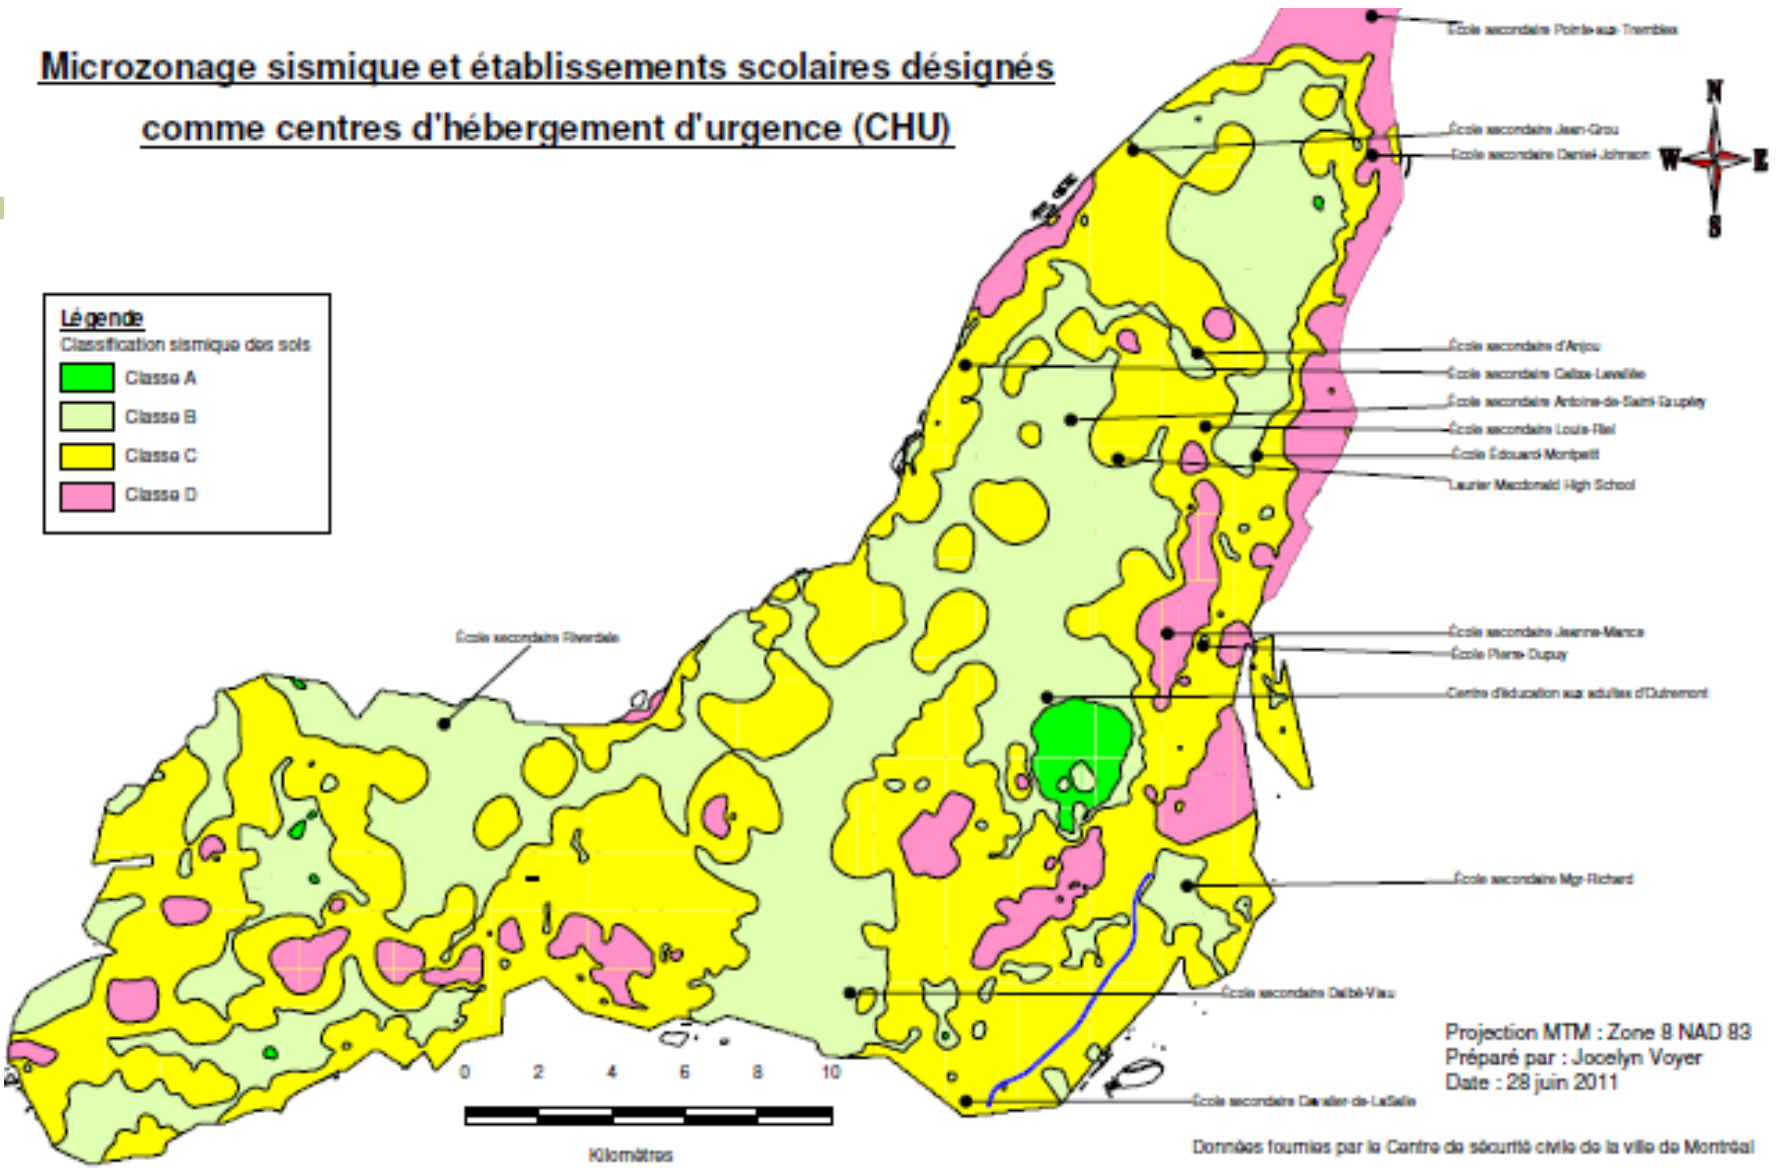 Microzonage sismique et établissements scolaires désignés
comme centres d'hébergement d'urgence (CHU)
École secondaire Pointe-aux-Trembles
N
École secondaire Jean-Grou
École secondaire Daniel-Johnson
W E
S
Légende
Classification sismique des sols
Classe A
Classe B
Classe C
Classe D
École secondaire d'Anjou
École secondaire Calixa-Lavallée
École secondaire Antoine-de-Saint-Exupéry
École secondaire Louis-Riel
École Édouard-Montpetit
Laurier Macdonald High School
École secondaire Riverdale
École secondaire Jeanne-Mance
École Pierre-Dupuy
Centre d'éducation aux adultes d'Outremont
École secondaire Mgr-Richard
École secondaire Dalbé-Viau
Projection MTM : Zone 8 NAD 83
Préparé par : Jocelyn Voyer
Date : 28 juin 2011
0 2 4 6 8 10
École secondaire Cavelier-de-LaSalle
Kilomètres
Données fournies par le Centre de sécurité civile de la ville de Montréal